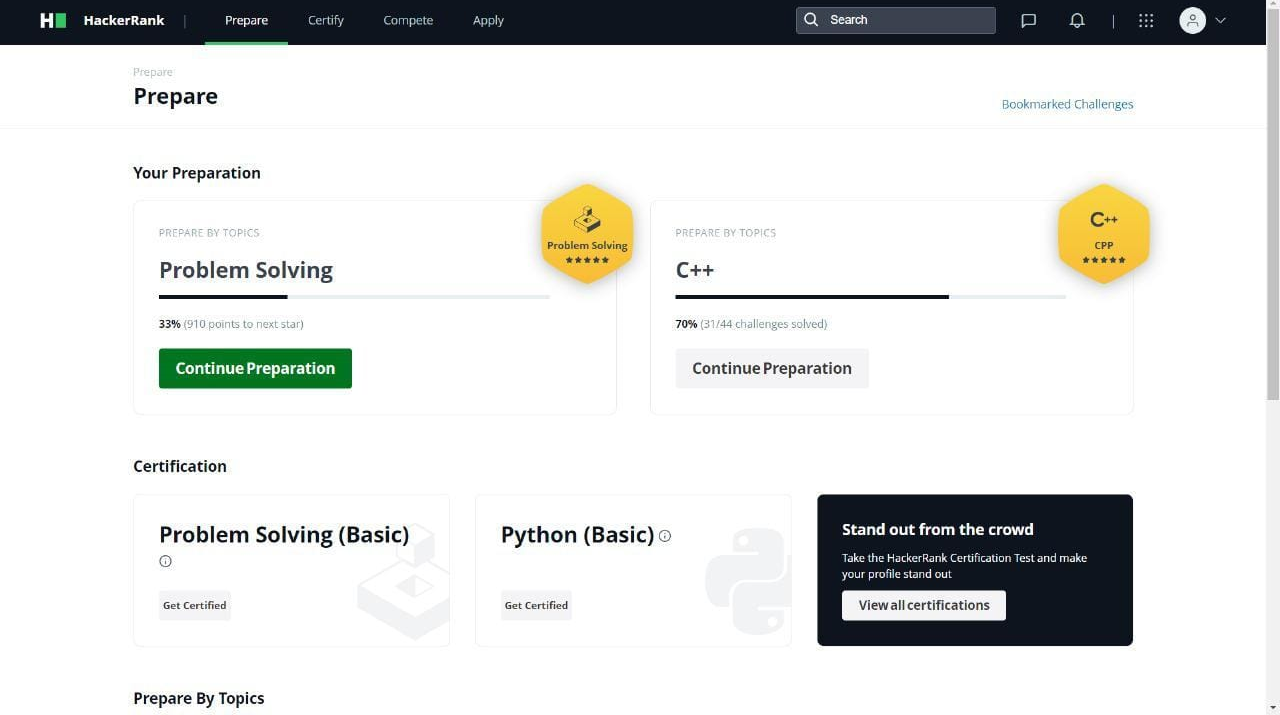 HackerRank | Prepare Certify Compete Apply Search
Prepare
Prepare
Bookmarked Challenges
Your Preparation
PREPARE BY TOPICS
Problem Solving
33% (910 points to next star)
Continue Preparation
Problem Solving
PREPARE BY TOPICS
C++
70% (31/44 challenges solved)
Continue Preparation
C++
CPP
Certification
Problem Solving (Basic)
Get Certified
Python (Basic)
Get Certified
Stand out from the crowd
Take the HackerRank Certification Test and make
your profile stand out
View all certifications
Prepare By Topics